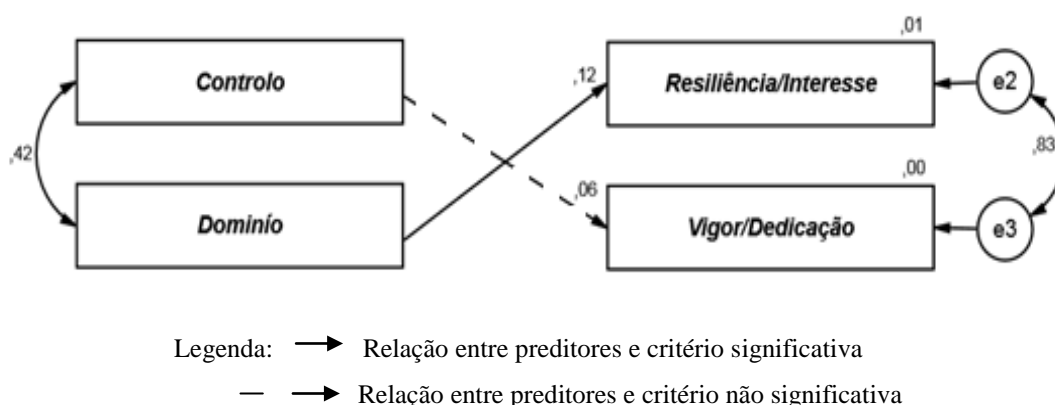 ,01
Controlo
,12
Resiliência/Interesse
e2
,42
,83
,06
,00
Dominío
Vigor/Dedicação
e3
Legenda: Relação entre preditores e critério significativa
Relação entre preditores e critério não significativa